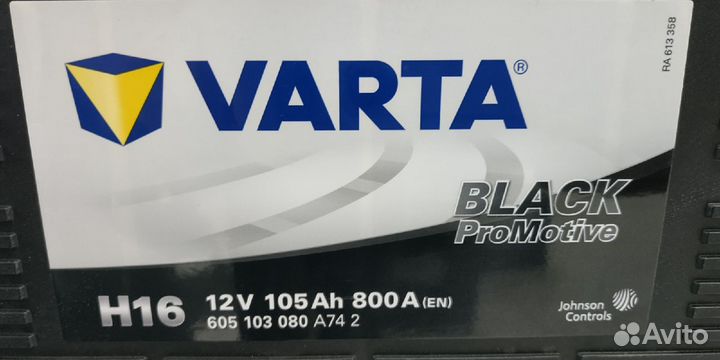 VARTA®
RA 613 358
BLACK
ProMotive
H16
12V 105Ah 800A (EN)
605 103 080 A74 2
Johnson
Controls
Avito